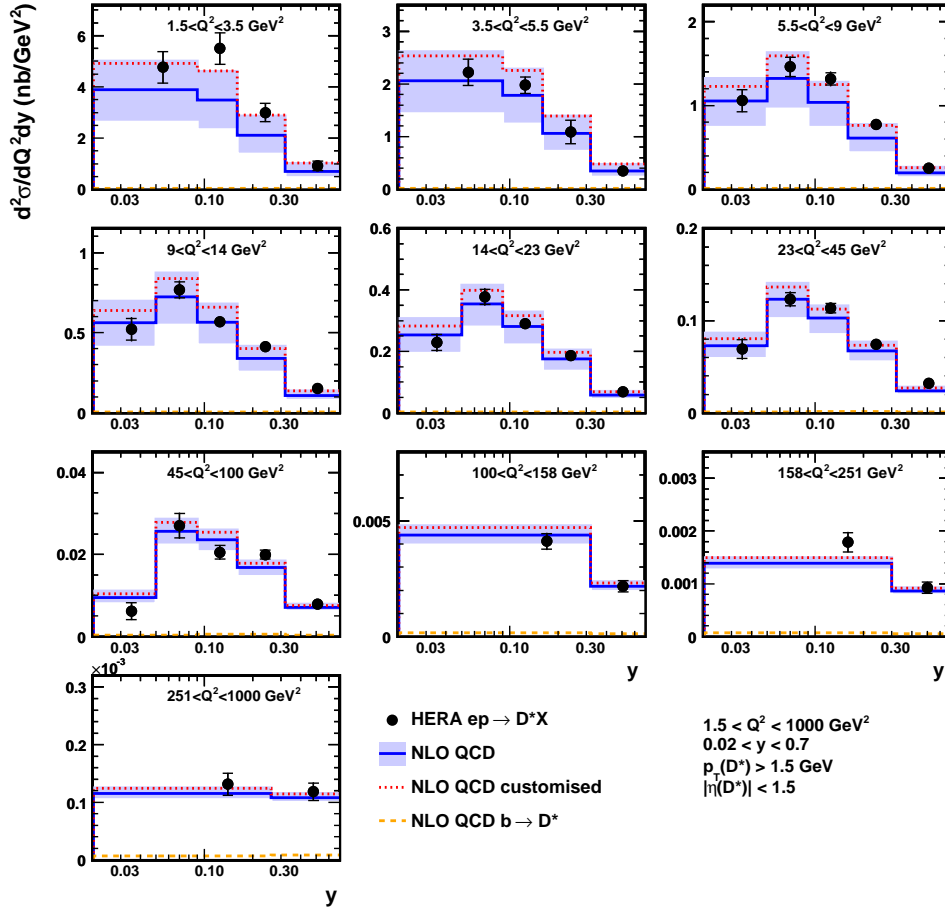 d²σ/dQ²dy (nb/GeV²)
1.5<Q²<3.5 GeV²
0
2
4
6
0.03 0.10 0.30
3.5<Q²<5.5 GeV²
0
1
2
3
0.03 0.10 0.30
5.5<Q²<9 GeV²
0
1
2
0.03 0.10 0.30
9<Q²<14 GeV²
0
0.5
1
0.03 0.10 0.30
14<Q²<23 GeV²
0
0.2
0.4
0.6
0.03 0.10 0.30
23<Q²<45 GeV²
0
0.1
0.2
0.03 0.10 0.30
45<Q²<100 GeV²
0
0.02
0.04
0.03 0.10 0.30
100<Q²<158 GeV²
0
0.005
0.03 0.10 0.30
y
158<Q²<251 GeV²
0
0.001
0.002
0.003
0.03 0.10 0.30
y
×10⁻³
251<Q²<1000 GeV²
0
0.1
0.2
0.3
0.03 0.10 0.30
y
HERA ep → D*X
NLO QCD
NLO QCD customised
NLO QCD b → D*
1.5 < Q² < 1000 GeV²
0.02 < y < 0.7
p_T(D*) > 1.5 GeV
|η(D*)| < 1.5